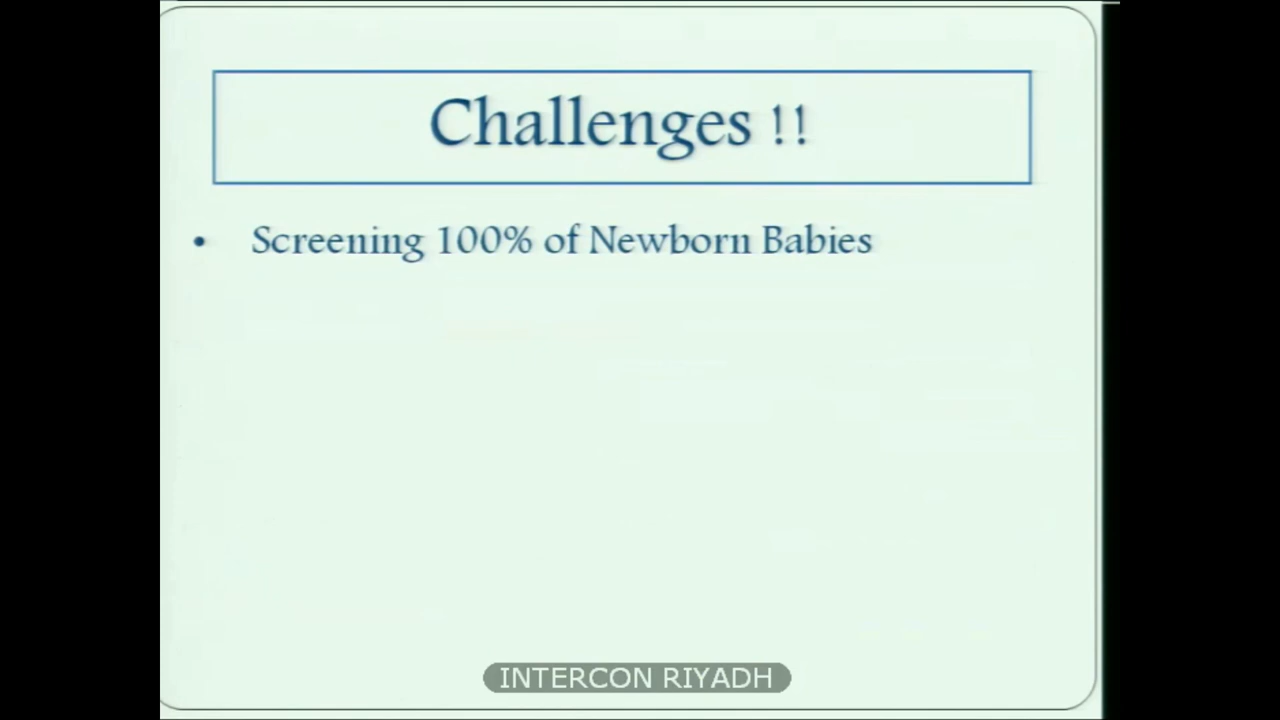 Challenges !!
• Screening 100% of Newborn Babies
INTERCON RIYADH